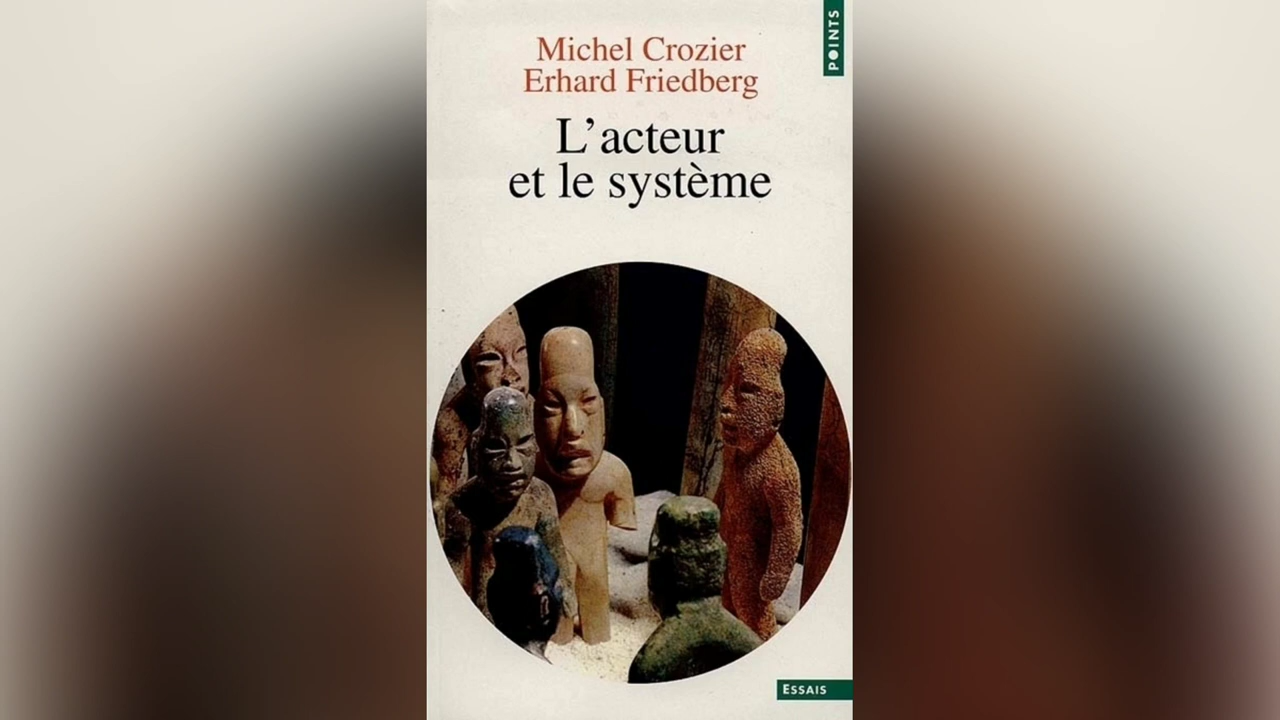 POINTS
Michel Crozier
Erhard Friedberg
L'acteur
et le système
ESSAIS